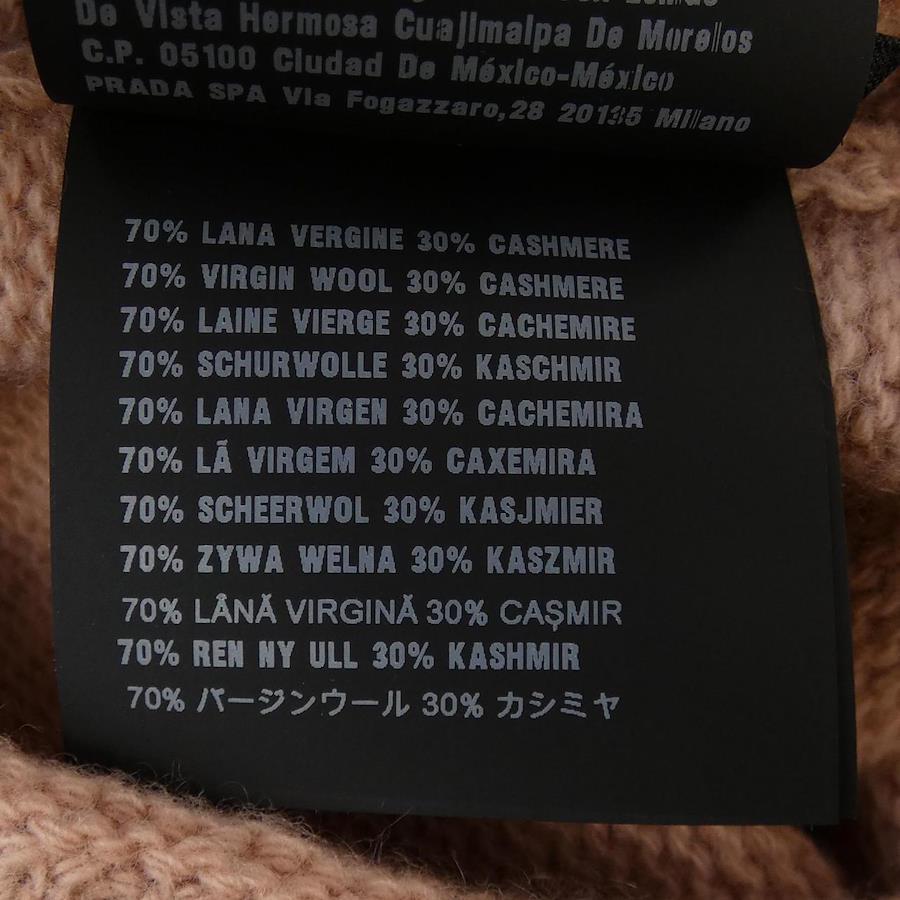 De Vista Hermosa Cuajimalpa De Morelos
C.P. 05100 Ciudad De México-México
PRADA SPA Via Fogazzaro,28 20135 Milano
70% LANA VERGINE 30% CASHMERE
70% VIRGIN WOOL 30% CASHMERE
70% LAINE VIERGE 30% CACHEMIRE
70% SCHURWOLLE 30% KASCHMIR
70% LANA VIRGEN 30% CACHEMIRA
70% LÃ VIRGEM 30% CAXEMIRA
70% SCHEERWOL 30% KASJMIER
70% ZYWA WELNA 30% KASZMIR
70% LÂNĂ VIRGINĂ 30% CAȘMIR
70% REN NY ULL 30% KASHMIR
70% バージンウール 30% カシミヤ